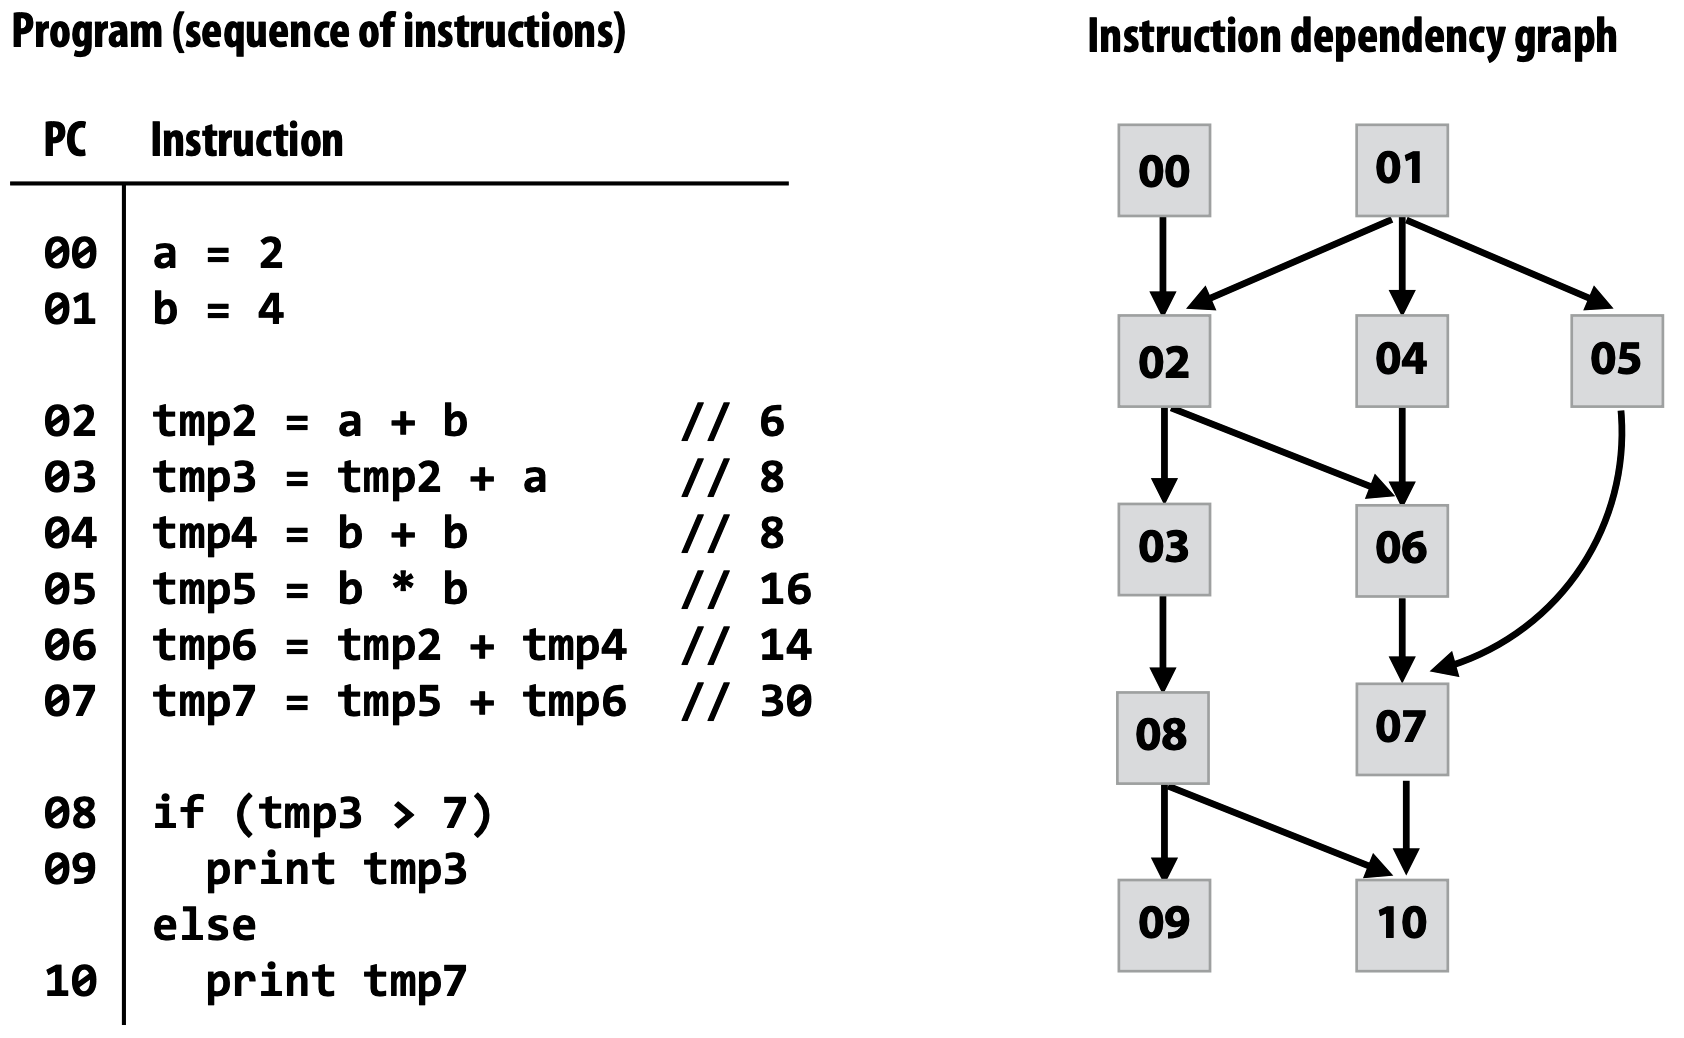 Program (sequence of instructions)
Instruction dependency graph
PC Instruction
00 a = 2
01 b = 4
02 tmp2 = a + b // 6
03 tmp3 = tmp2 + a // 8
04 tmp4 = b + b // 8
05 tmp5 = b * b // 16
06 tmp6 = tmp2 + tmp4 // 14
07 tmp7 = tmp5 + tmp6 // 30
08 if (tmp3 > 7)
09 print tmp3
else
10 print tmp7
00 01
02 04 05
03 06
08 07
09 10